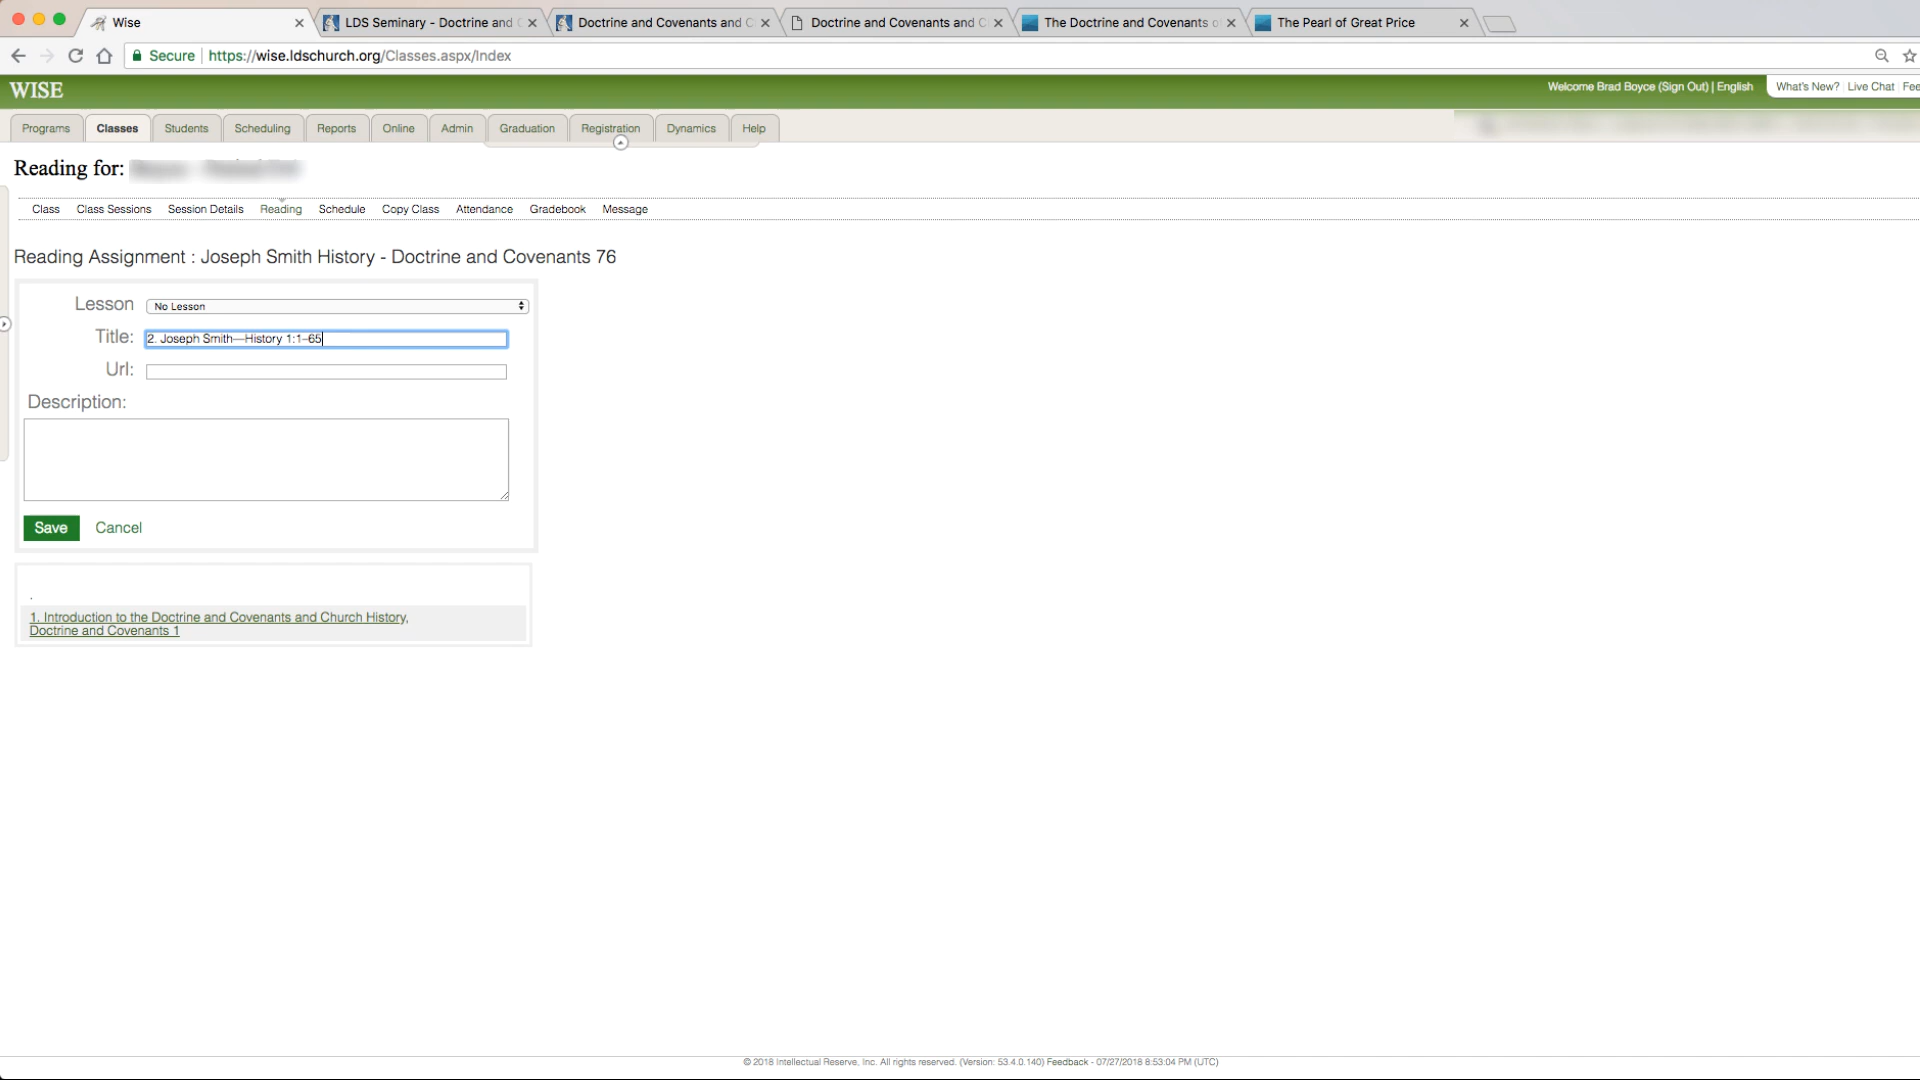 Wise
LDS Seminary - Doctrine and
Doctrine and Covenants and C
Doctrine and Covenants and C
The Doctrine and Covenants o
The Pearl of Great Price
Secure https://wise.ldschurch.org/Classes.aspx/Index
WISE
Welcome Brad Boyce (Sign Out) | English
What's New? Live Chat Fee
Programs Classes Students Scheduling Reports Online Admin Graduation Registration Dynamics Help
Reading for:
Class Class Sessions Session Details Reading Schedule Copy Class Attendance Gradebook Message
Reading Assignment : Joseph Smith History - Doctrine and Covenants 76
Lesson No Lesson
Title: 2. Joseph Smith—History 1:1–65
Url:
Description:
Save Cancel
.
1. Introduction to the Doctrine and Covenants and Church History,
Doctrine and Covenants 1
© 2018 Intellectual Reserve, Inc. All rights reserved. (Version: 53.4.0.140) Feedback - 07/27/2018 8:53:04 PM (UTC)